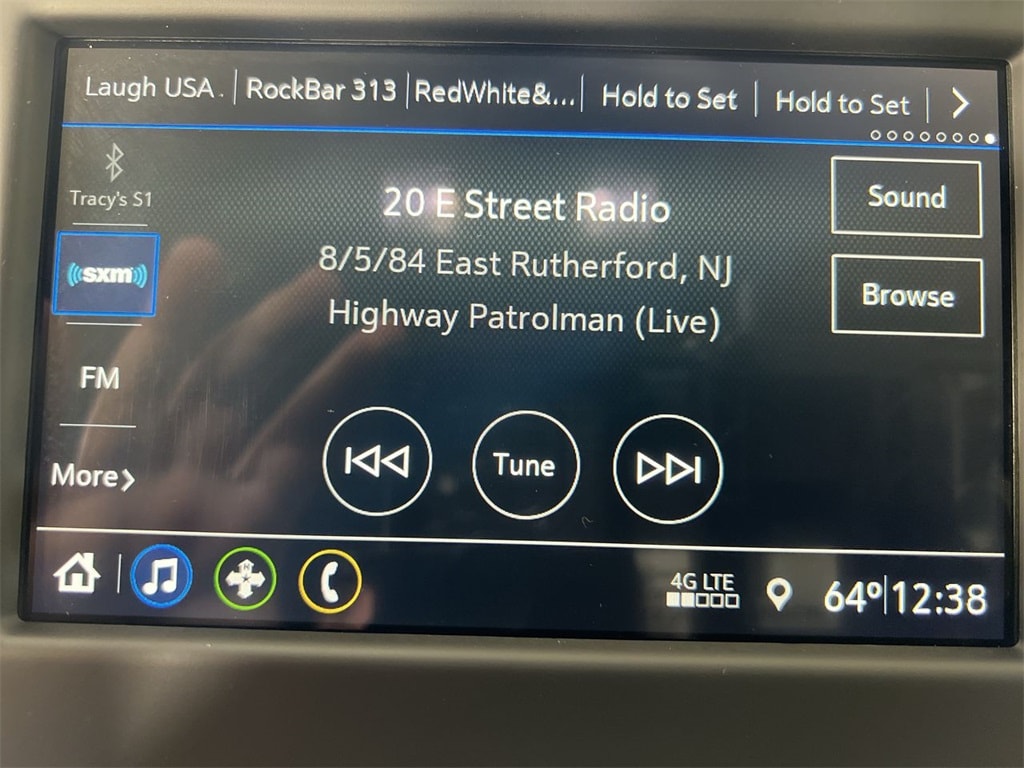 Laugh USA. RockBar 313 RedWhite&... Hold to Set Hold to Set
Tracy's S1
sxm
FM
More
20 E Street Radio
8/5/84 East Rutherford, NJ
Highway Patrolman (Live)
Sound
Browse
Tune
4G LTE
64° 12:38